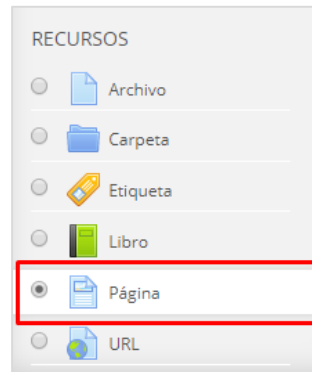 RECURSOS
Archivo
Carpeta
Etiqueta
Libro
Página
URL